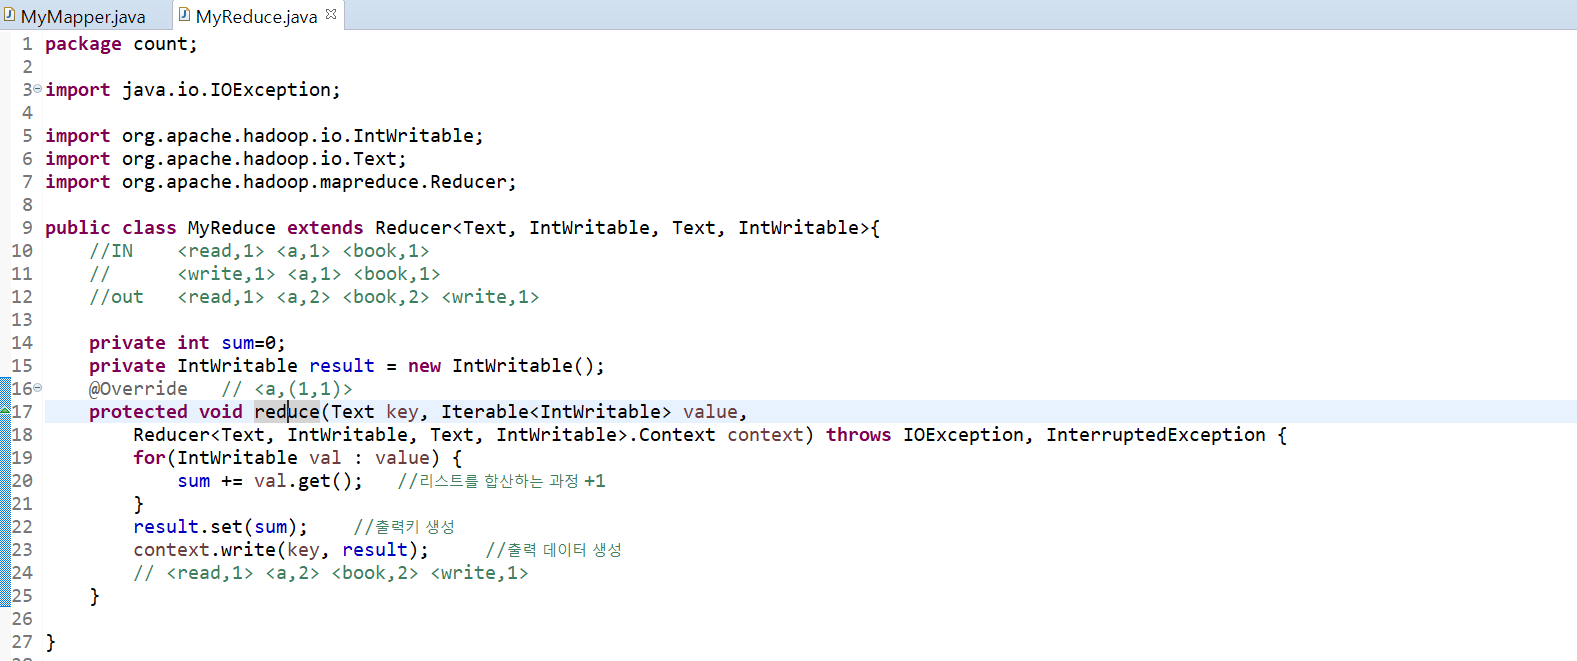 MyMapper.java MyReduce.java
1 package count;
2
3 import java.io.IOException;
4
5 import org.apache.hadoop.io.IntWritable;
6 import org.apache.hadoop.io.Text;
7 import org.apache.hadoop.mapreduce.Reducer;
8
9 public class MyReduce extends Reducer<Text, IntWritable, Text, IntWritable>{
10 //IN <read,1> <a,1> <book,1>
11 // <write,1> <a,1> <book,1>
12 //out <read,1> <a,2> <book,2> <write,1>
13
14 private int sum=0;
15 private IntWritable result = new IntWritable();
16 @Override // <a,(1,1)>
17 protected void reduce(Text key, Iterable<IntWritable> value,
18 Reducer<Text, IntWritable, Text, IntWritable>.Context context) throws IOException, InterruptedException {
19 for(IntWritable val : value) {
20 sum += val.get(); //리스트를 합산하는 과정 +1
21 }
22 result.set(sum); //출력키 생성
23 context.write(key, result); //출력 데이터 생성
24 // <read,1> <a,2> <book,2> <write,1>
25 }
26
27 }